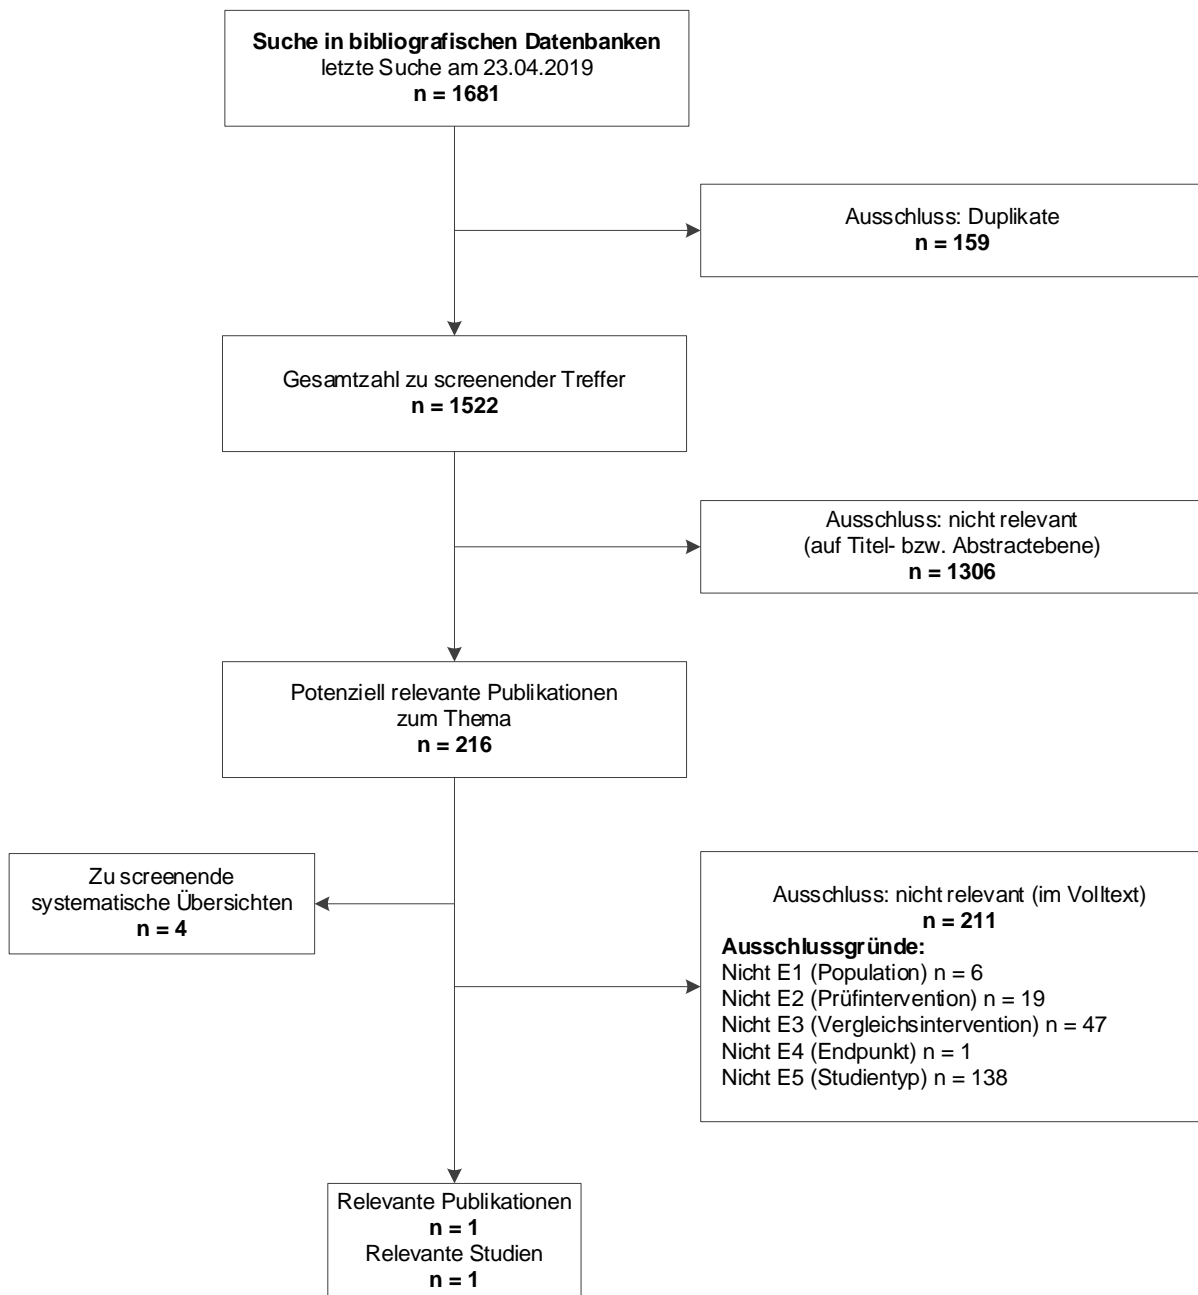 Suche in bibliografischen Datenbanken
letzte Suche am 23.04.2019
n = 1681
Ausschluss: Duplikate
n = 159
Gesamtzahl zu screenender Treffer
n = 1522
Ausschluss: nicht relevant
(auf Titel- bzw. Abstractebene)
n = 1306
Potenziell relevante Publikationen
zum Thema
n = 216
Zu screenende
systematische Übersichten
n = 4
Ausschluss: nicht relevant (im Volltext)
n = 211
Ausschlussgründe:
Nicht E1 (Population) n = 6
Nicht E2 (Prüfintervention) n = 19
Nicht E3 (Vergleichsintervention) n = 47
Nicht E4 (Endpunkt) n = 1
Nicht E5 (Studientyp) n = 138
Relevante Publikationen
n = 1
Relevante Studien
n = 1